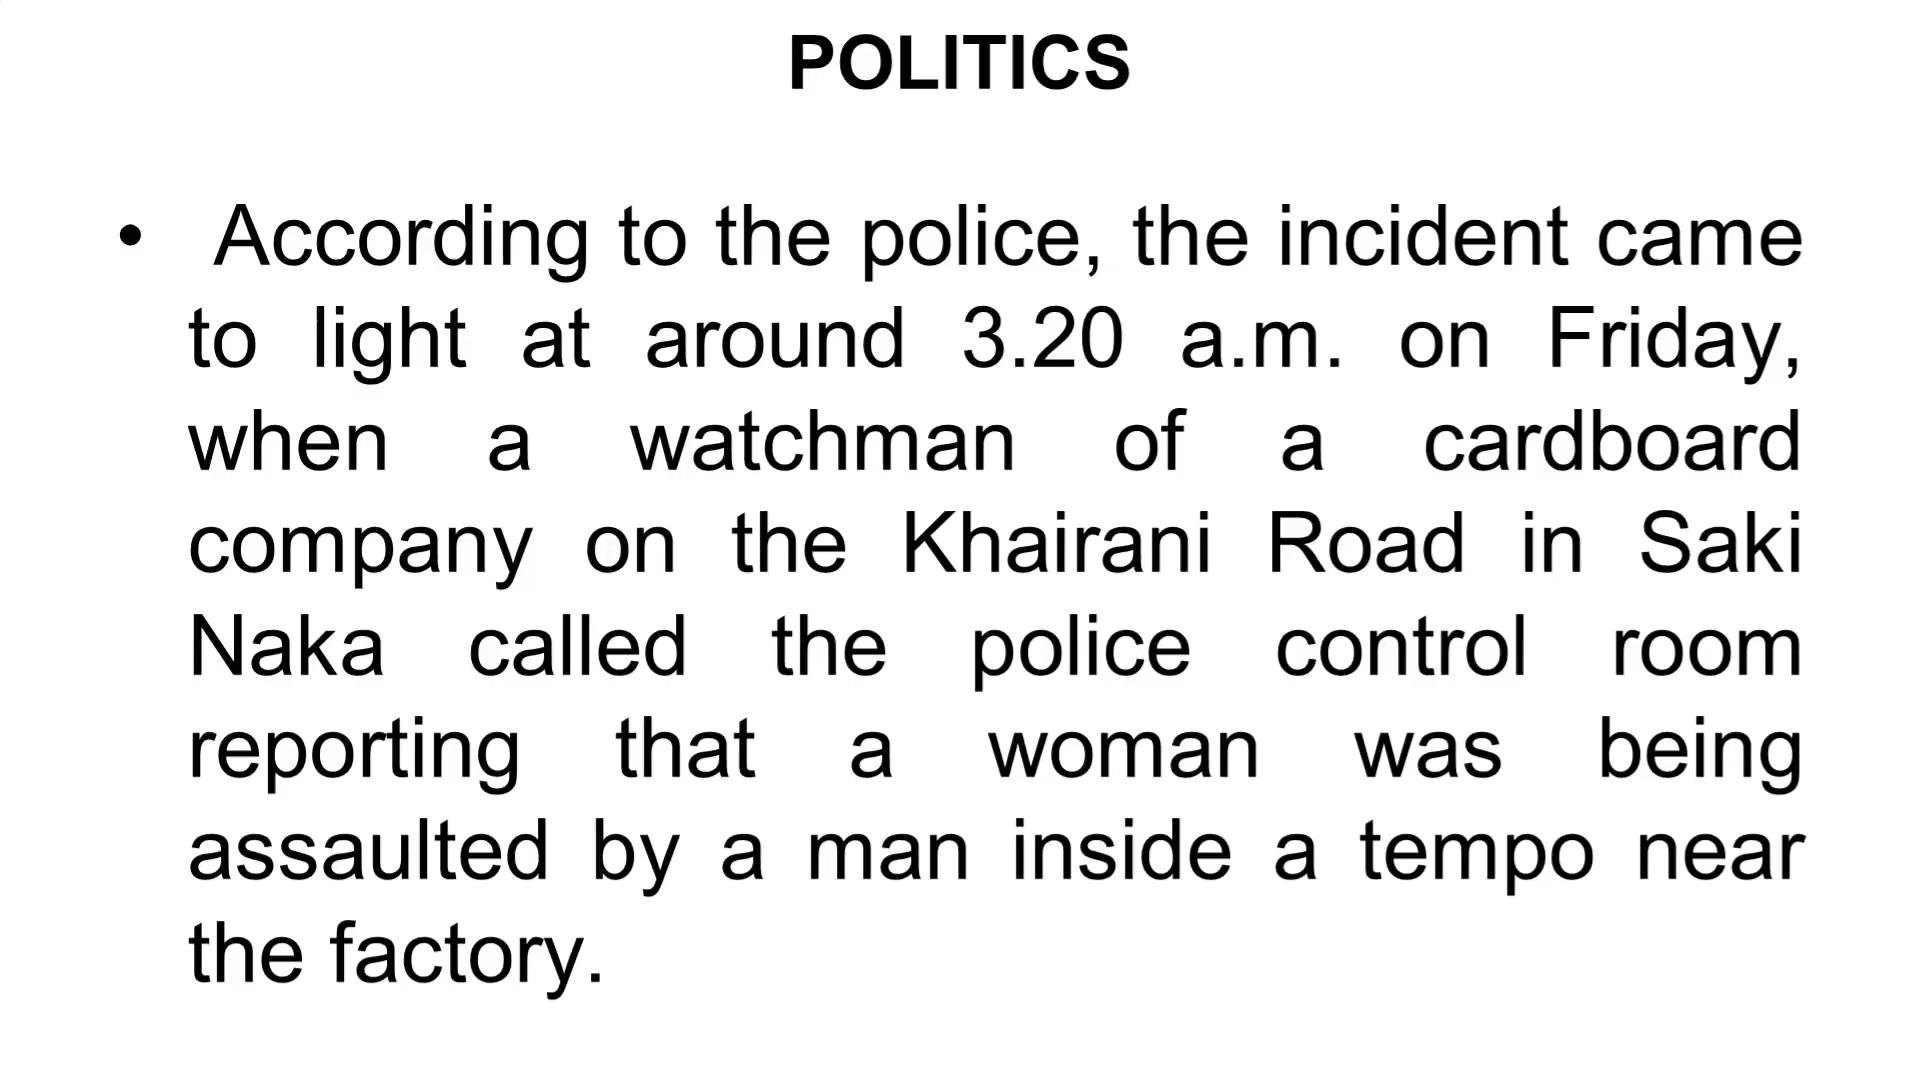 POLITICS
• According to the police, the incident came
to light at around 3.20 a.m. on Friday,
when a watchman of a cardboard
company on the Khairani Road in Saki
Naka called the police control room
reporting that a woman was being
assaulted by a man inside a tempo near
the factory.